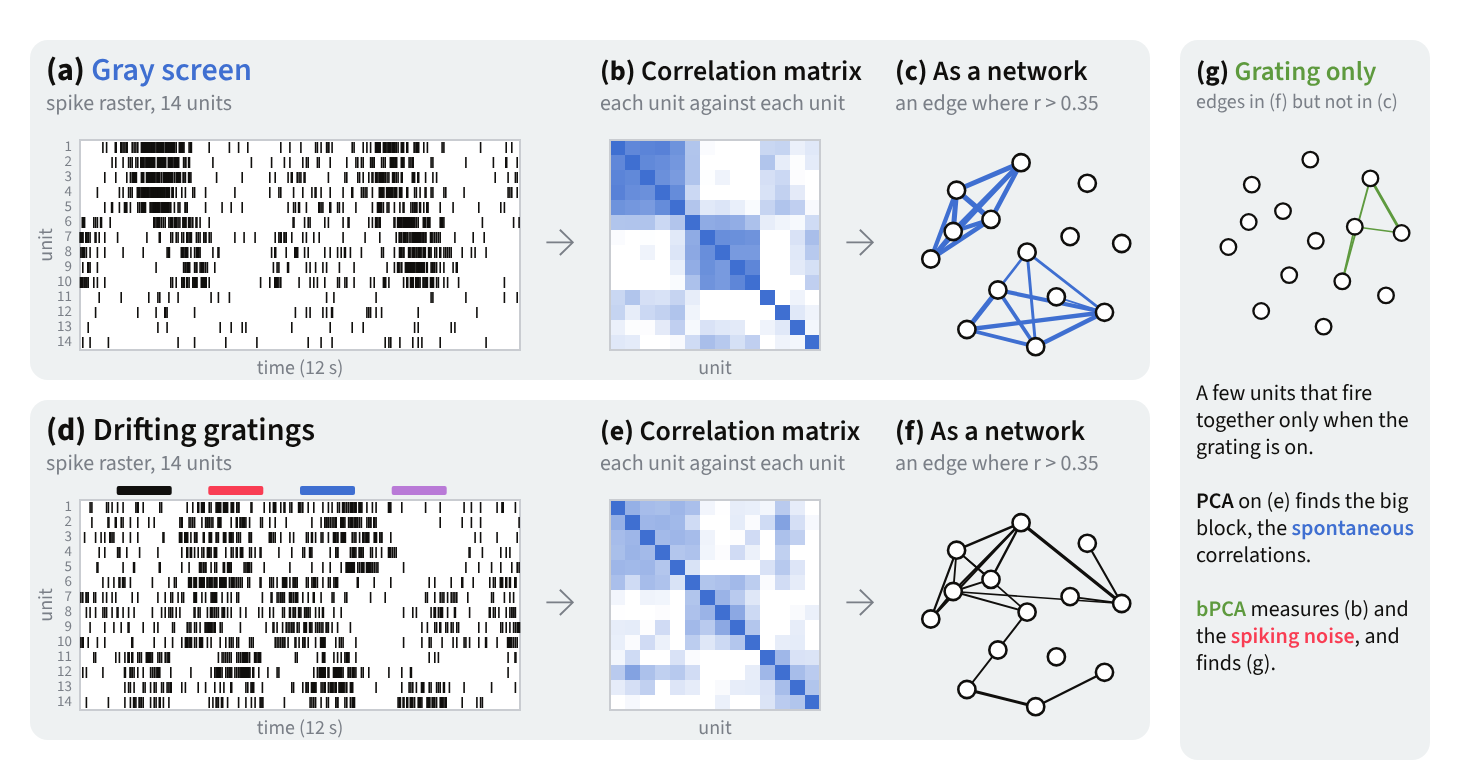 (a) Gray screen
spike raster, 14 units
1
2
3
4
5
6
7
8
9
10
11
12
13
14
unit
time (12 s)
(b) Correlation matrix
each unit against each unit
unit
(c) As a network
an edge where r > 0.35
(d) Drifting gratings
spike raster, 14 units
1
2
3
4
5
6
7
8
9
10
11
12
13
14
unit
time (12 s)
(e) Correlation matrix
each unit against each unit
unit
(f) As a network
an edge where r > 0.35
(g) Grating only
edges in (f) but not in (c)
A few units that fire
together only when the
grating is on.
PCA on (e) finds the big
block, the spontaneous
correlations.
bPCA measures (b) and
the spiking noise, and
finds (g).